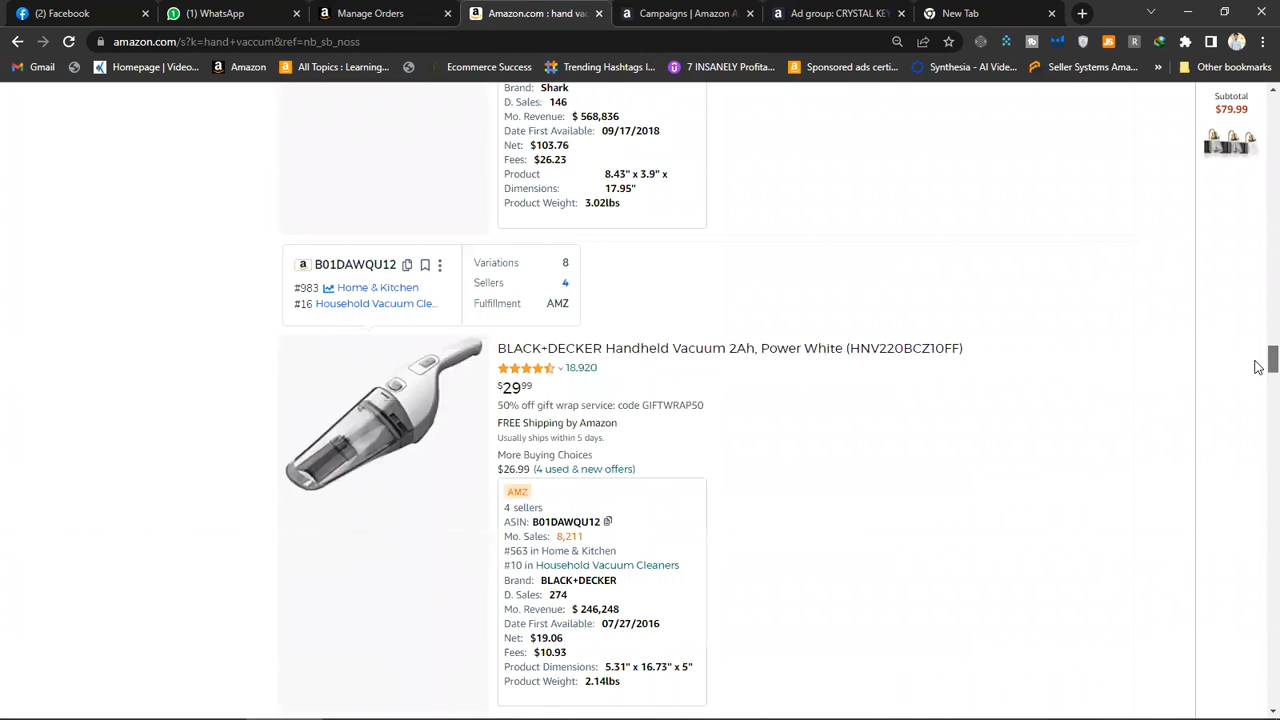 (2) Facebook
(1) WhatsApp
Manage Orders
Amazon.com : hand va
Campaigns | Amazon A
Ad group: CRYSTAL KEY
New Tab
amazon.com/s?k=hand+vaccum&ref=nb_sb_noss
Gmail
Homepage | Video...
Amazon
All Topics : Learning...
Ecommerce Success
Trending Hashtags I...
7 INSANELY Profita...
Sponsored ads certi...
Synthesia - AI Vide...
Seller Systems Ama...
»
Other bookmarks
Brand: Shark
D. Sales: 146
Mo. Revenue: $ 568,836
Date First Available: 09/17/2018
Net: $103.76
Fees: $26.23
Product Dimensions: 8.43" x 3.9" x 17.95"
Product Weight: 3.02lbs
Subtotal
$79.99
B01DAWQU12
#983 Home & Kitchen
#16 Household Vacuum Cle...
Variations 8
Sellers 4
Fulfillment AMZ
BLACK+DECKER Handheld Vacuum 2Ah, Power White (HNV220BCZ10FF)
18,920
$29.99
50% off gift wrap service: code GIFTWRAP50
FREE Shipping by Amazon
Usually ships within 5 days.
More Buying Choices
$26.99 (4 used & new offers)
AMZ
4 sellers
ASIN: B01DAWQU12
Mo. Sales: 8,211
#563 in Home & Kitchen
#10 in Household Vacuum Cleaners
Brand: BLACK+DECKER
D. Sales: 274
Mo. Revenue: $ 246,248
Date First Available: 07/27/2016
Net: $19.06
Fees: $10.93
Product Dimensions: 5.31" x 16.73" x 5"
Product Weight: 2.14lbs